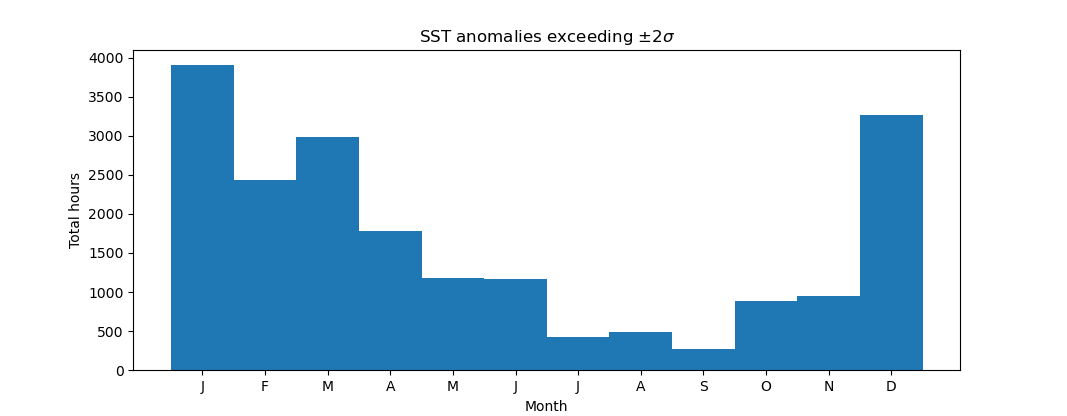 SST anomalies exceeding ±2σ
4000
3500
3000
2500
2000
1500
1000
500
0
Total hours
J F M A M J J A S O N D
Month